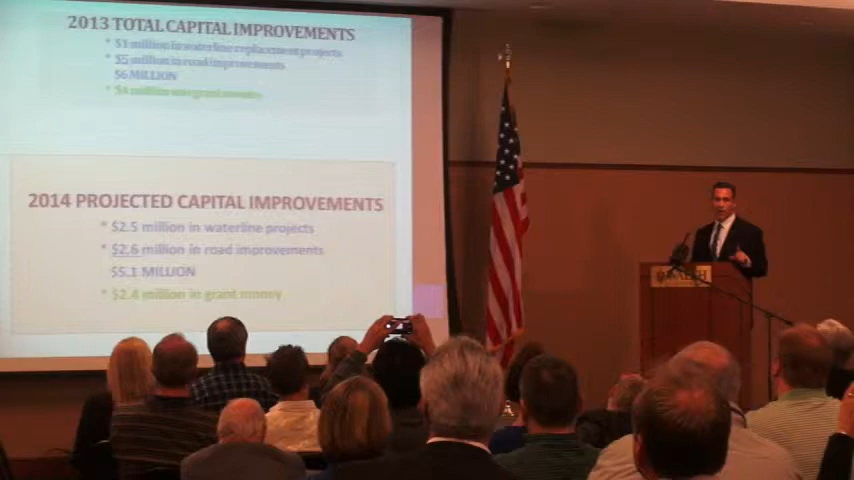 2013 TOTAL CAPITAL IMPROVEMENTS
* $1 million in waterline replacement projects
* $5 million in road improvements
$6 MILLION
* $4 million in grant money
2014 PROJECTED CAPITAL IMPROVEMENTS
* $2.5 million in waterline projects
* $2.6 million in road improvements
$5.1 MILLION
* $2.4 million in grant money